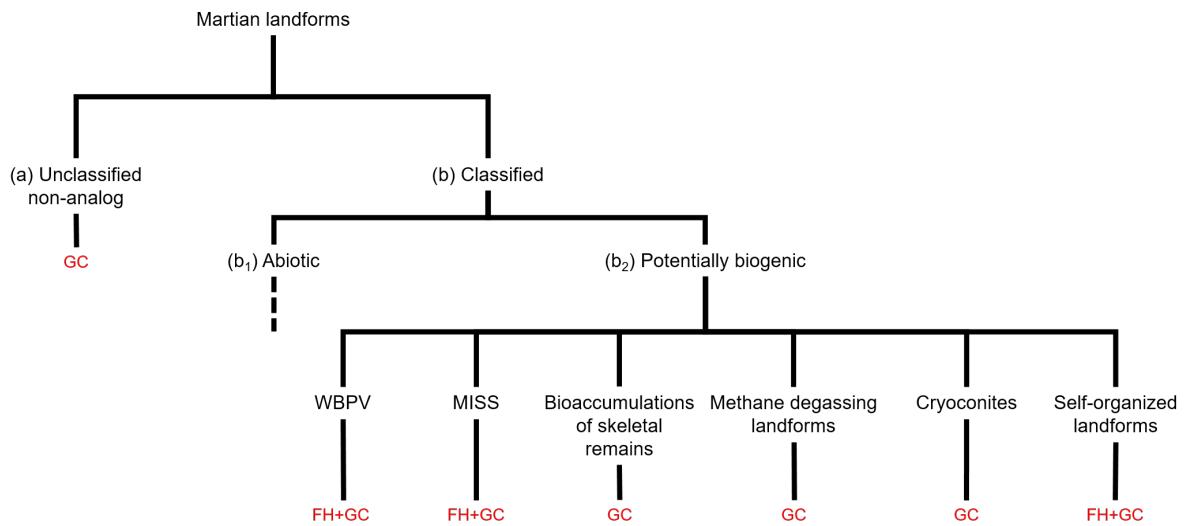 Martian landforms
(a) Unclassified
non-analog
(b) Classified
GC
(b₁) Abiotic
(b₂) Potentially biogenic
WBPV
MISS
Bioaccumulations
of skeletal
remains
Methane degassing
landforms
Cryoconites
Self-organized
landforms
FH+GC
FH+GC
GC
GC
GC
FH+GC